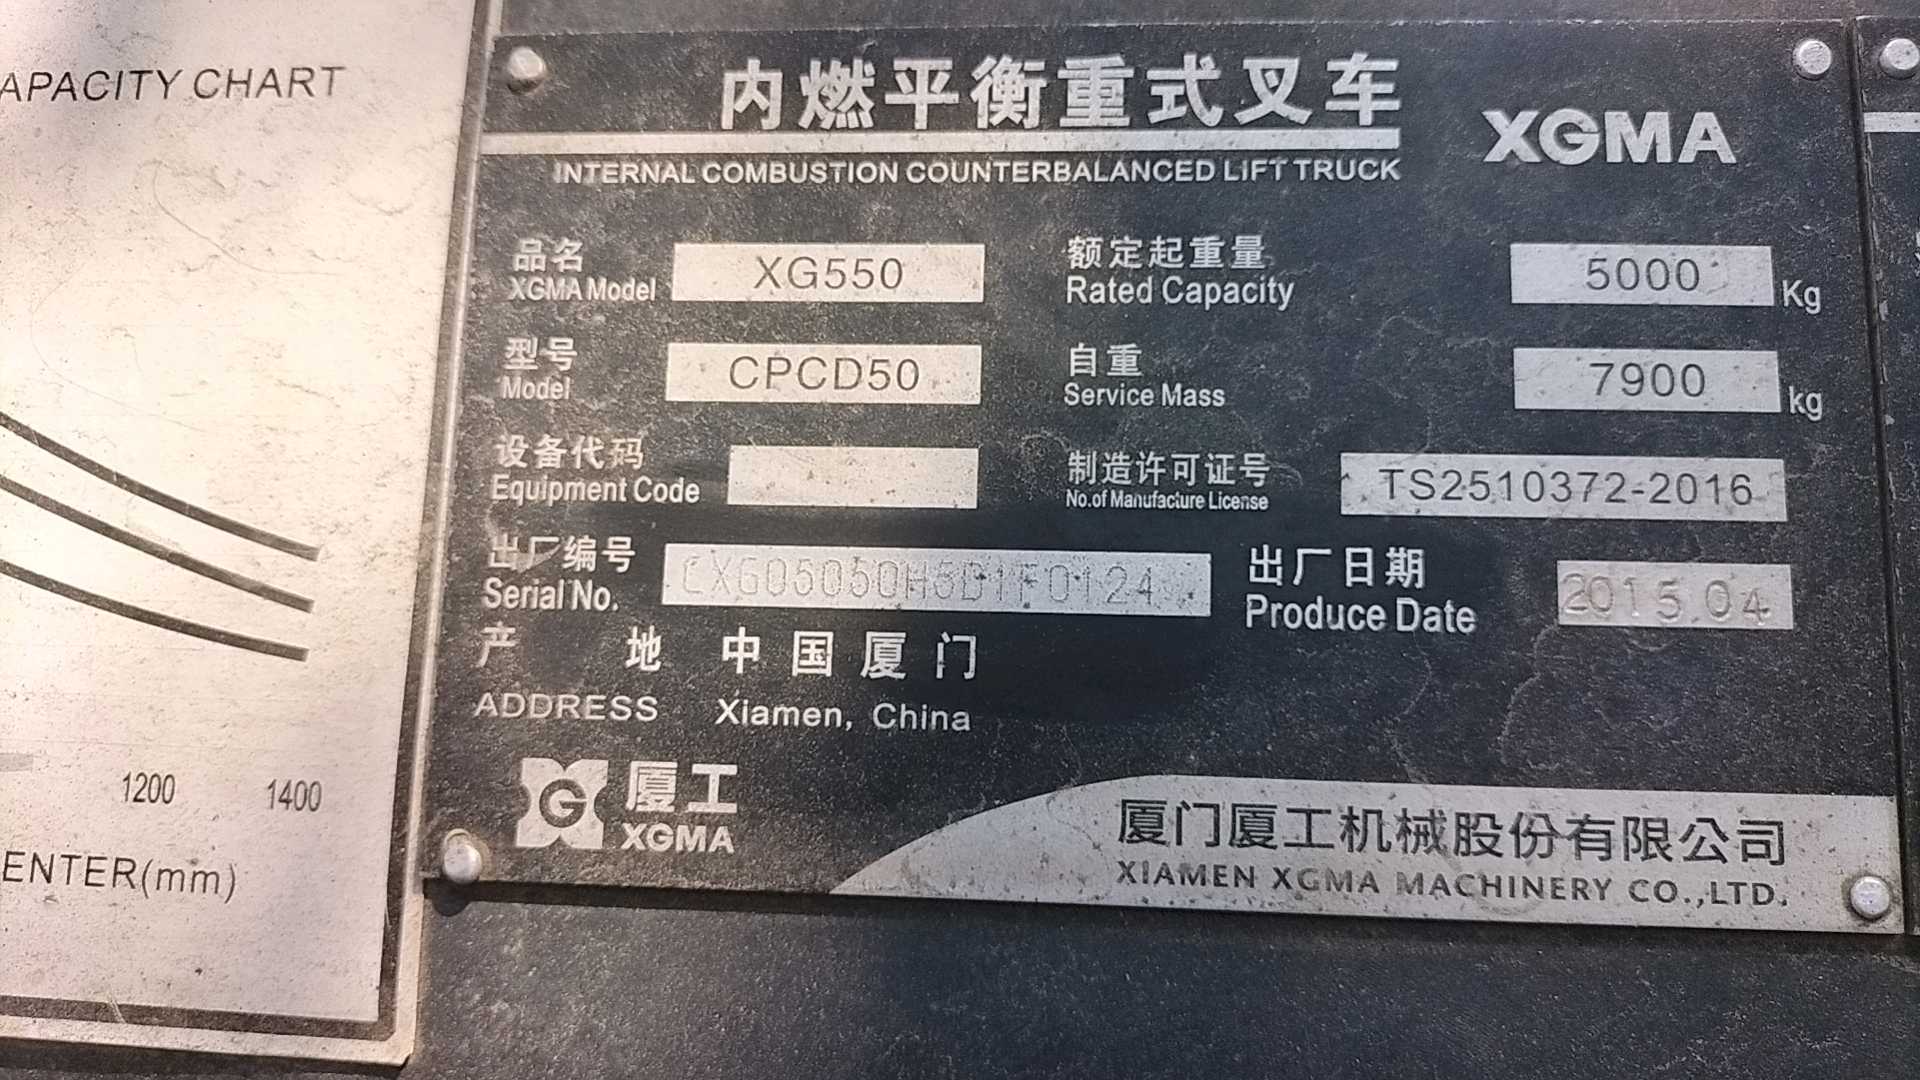 APACITY CHART
1200 1400
ENTER(mm)
内燃平衡重式叉车
INTERNAL COMBUSTION COUNTERBALANCED LIFT TRUCK
XGMA
品名
XGMA Model
XG550
额定起重量
Rated Capacity
5000 Kg
型号
Model
CPCD50
自重
Service Mass
7900 kg
设备代码
Equipment Code
制造许可证号
No.of Manufacture License
TS2510372-2016
出厂编号
Serial No.
CXG05050H5D1F0124
出厂日期
Produce Date
2015.04
产地 中国厦门
ADDRESS Xiamen, China
G
厦工
XGMA
厦门厦工机械股份有限公司
XIAMEN XGMA MACHINERY CO.,LTD.